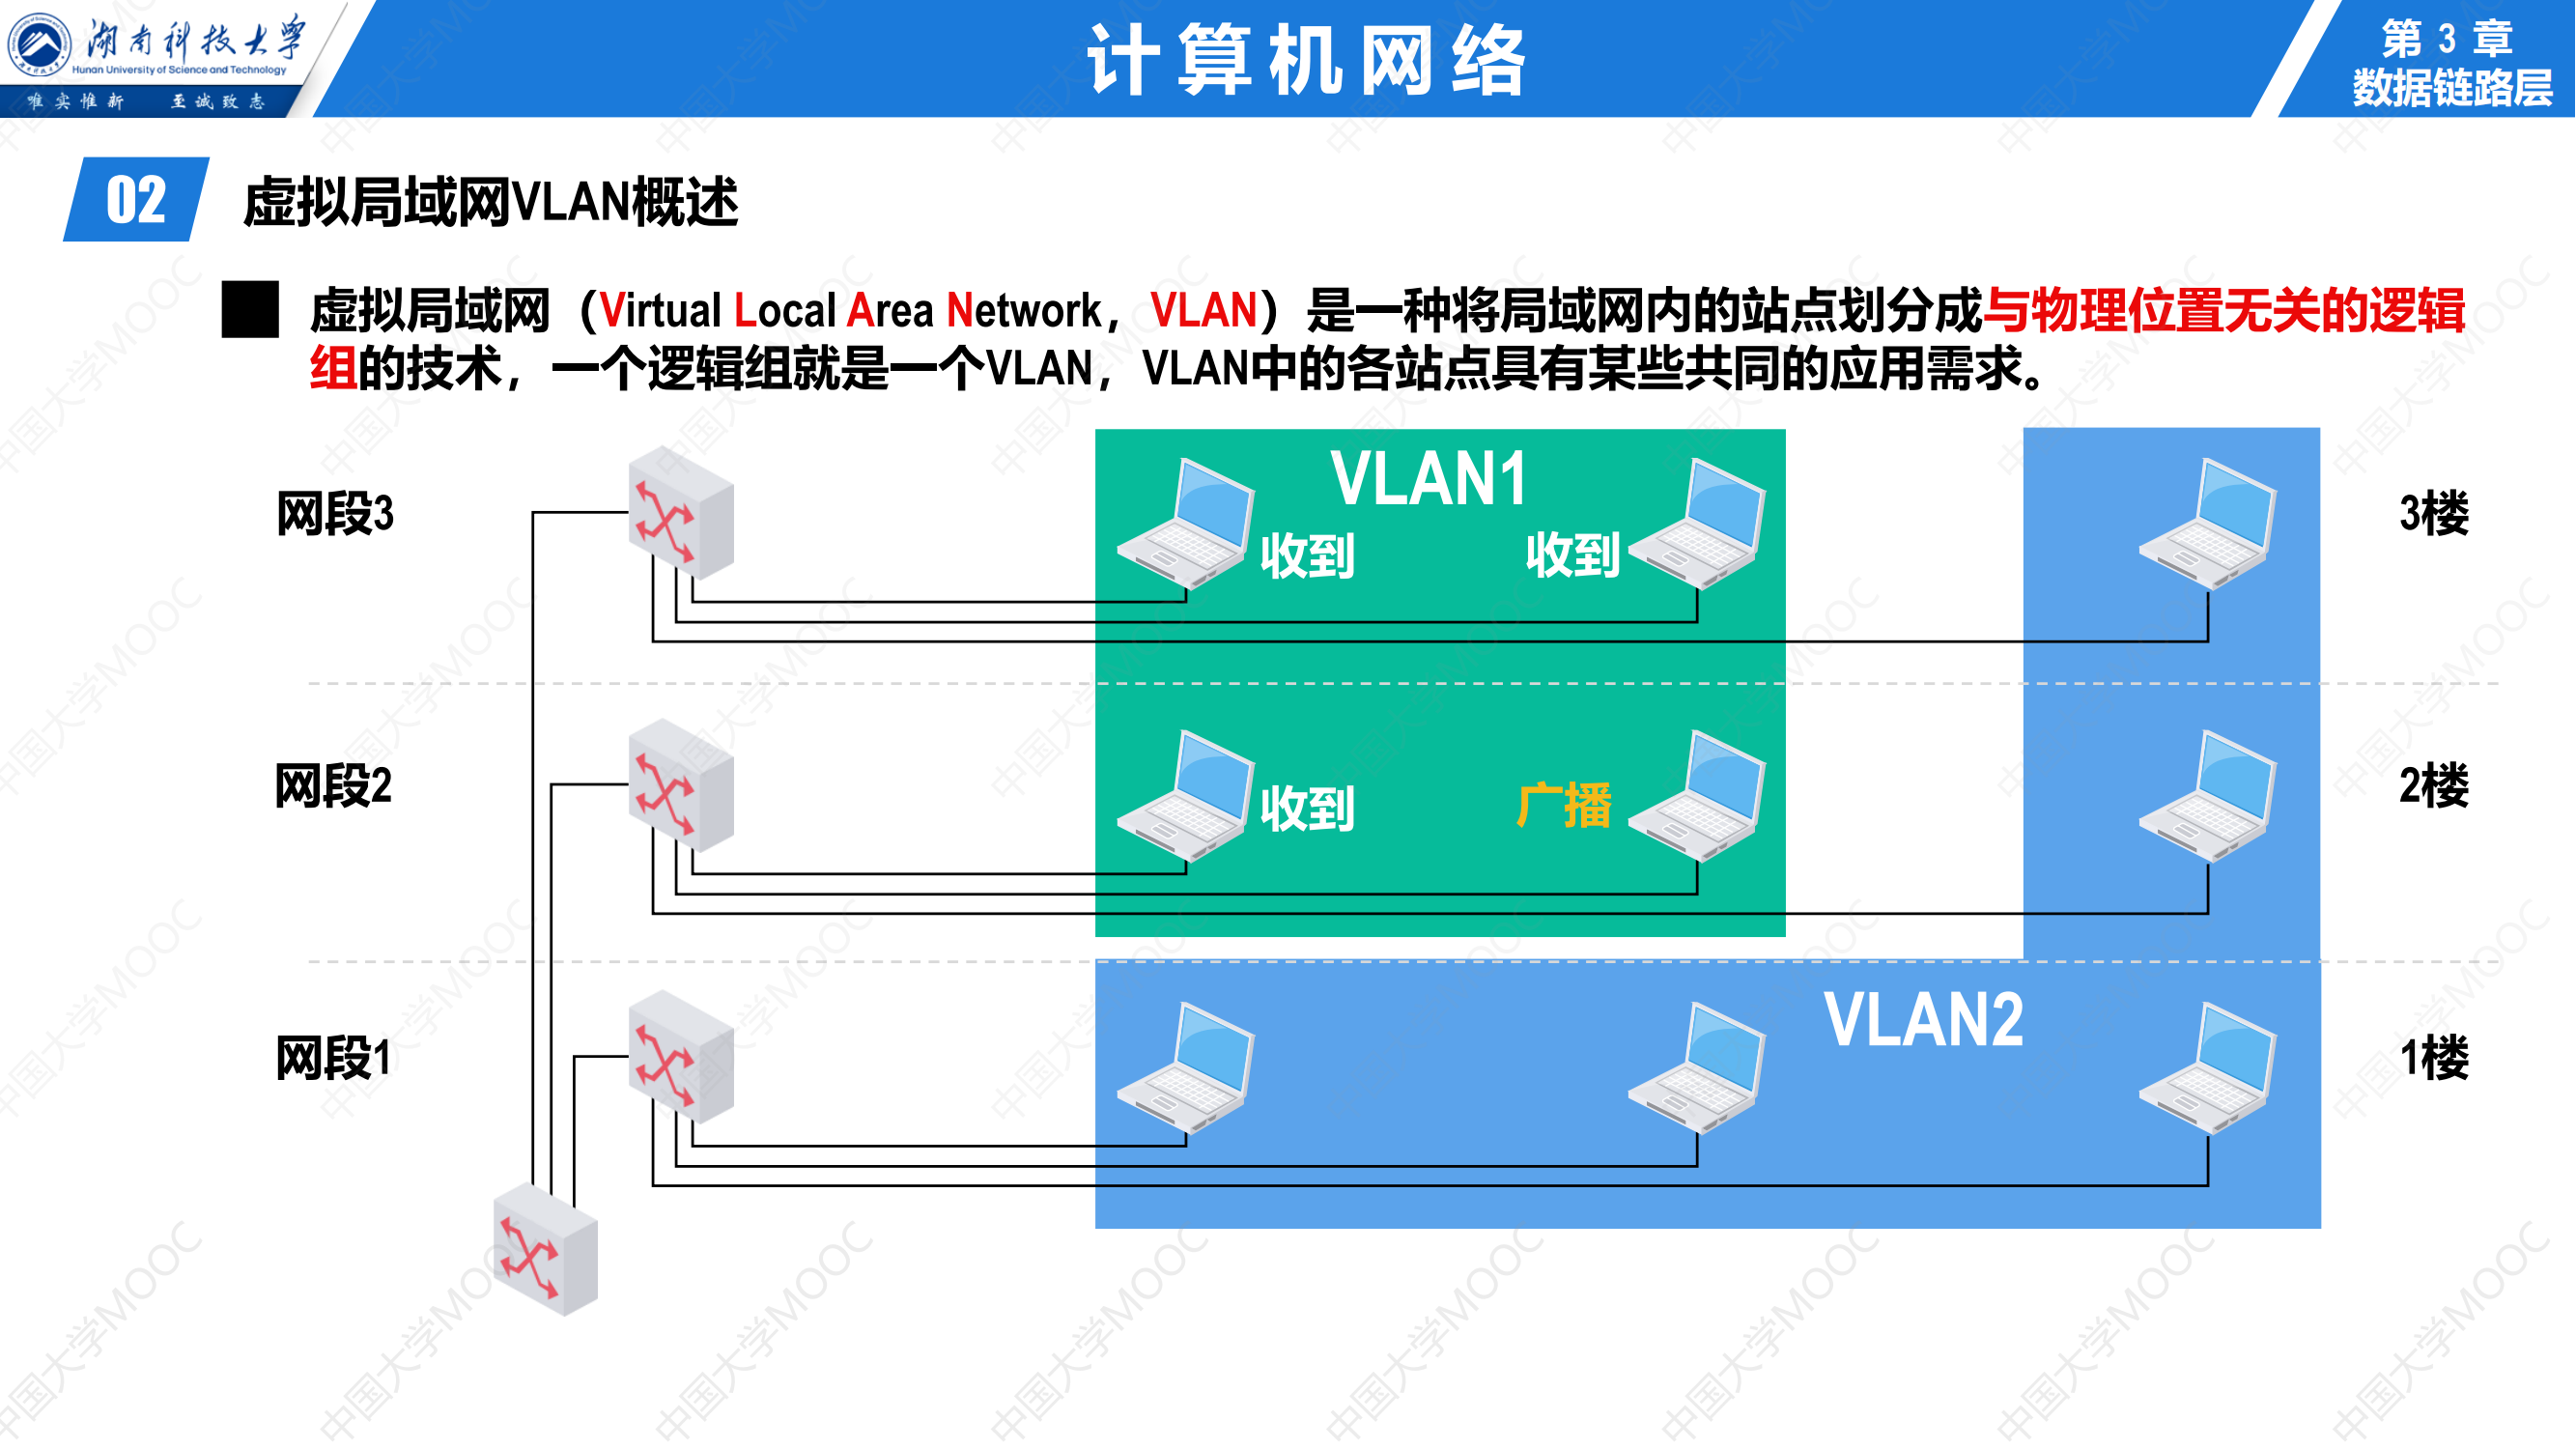 湖南科技大学
Hunan University of Science and Technology
唯实惟新 至诚致志
计算机网络
第 3 章
数据链路层
02 虚拟局域网VLAN概述
虚拟局域网（Virtual Local Area Network，VLAN）是一种将局域网内的站点划分成与物理位置无关的逻辑
组的技术，一个逻辑组就是一个VLAN，VLAN中的各站点具有某些共同的应用需求。
VLAN1
网段3
收到
收到
3楼
网段2
收到
广播
2楼
VLAN2
网段1
1楼
中国大学MOOC